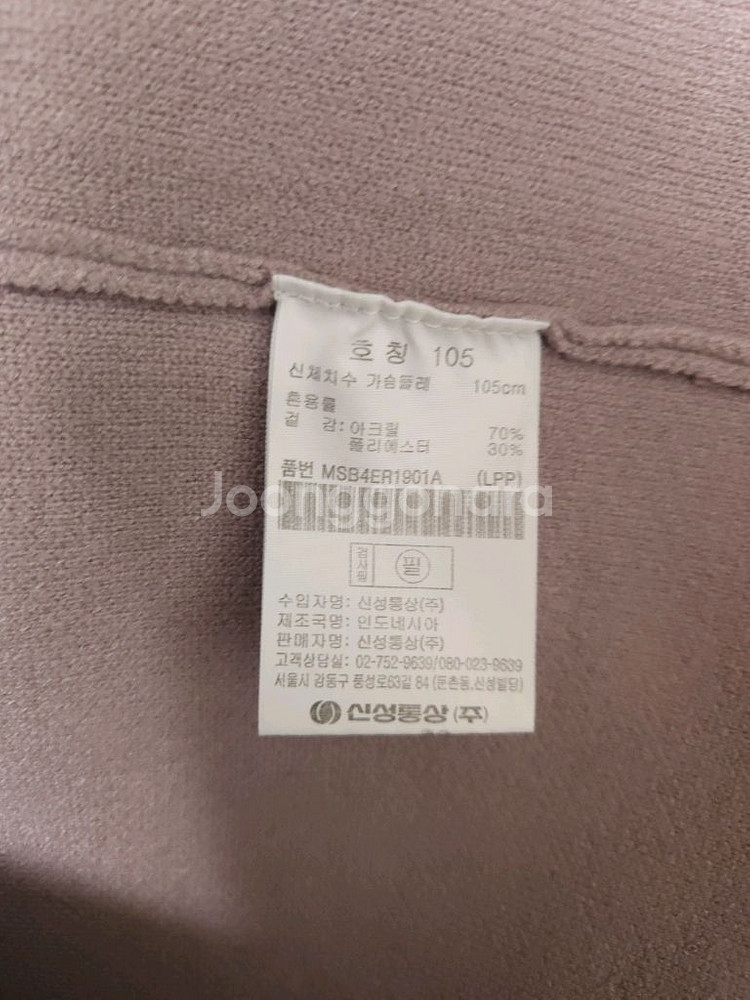 호 칭 105
신체치수 가슴둘레 105cm
혼용률
겉 감: 아크릴 70%
폴리에스터 30%
품번 MSB4ER1901A (LPP)
Joonggonara
검사필 필
수입자명: 신성통상(주)
제조국명: 인도네시아
판매자명: 신성통상(주)
고객상담실: 02-752-9639/080-023-9639
서울시 강동구 풍성로63길 84 (둔촌동,신성빌딩)
신성통상(주)